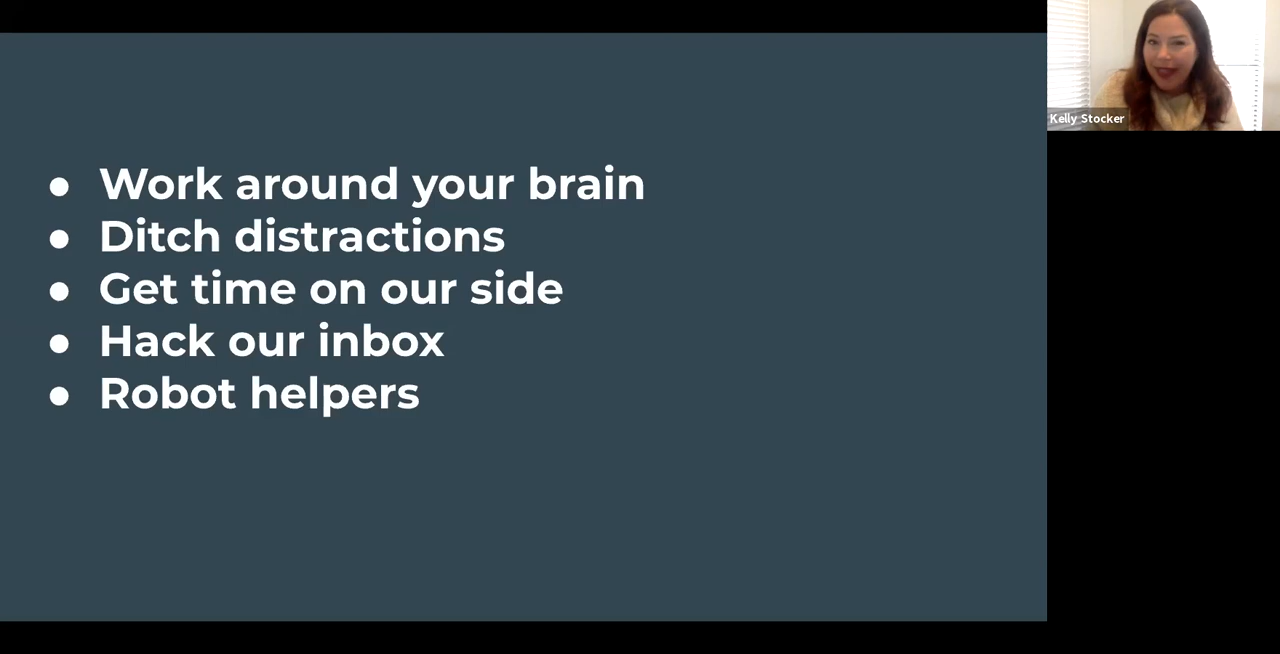 ● Work around your brain
● Ditch distractions
● Get time on our side
● Hack our inbox
● Robot helpers
Kelly Stocker